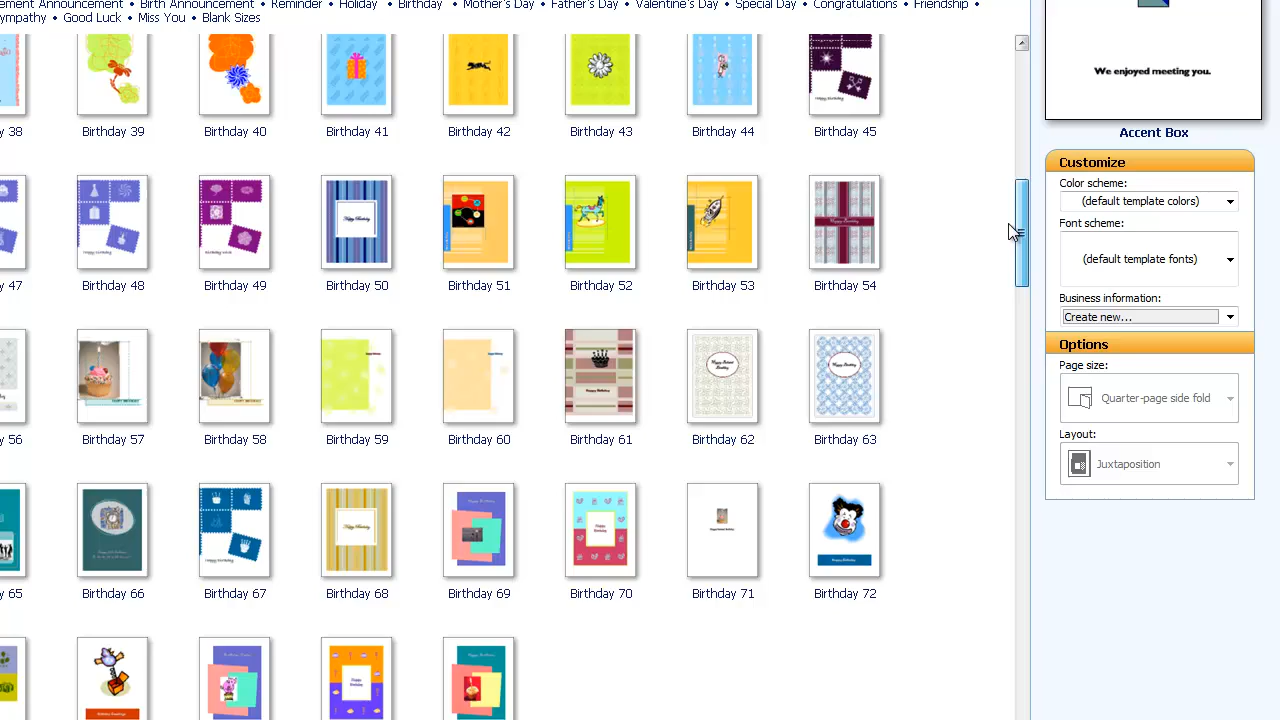 ement Announcement • Birth Announcement • Reminder • Holiday • Birthday • Mother's Day • Father's Day • Valentine's Day • Special Day • Congratulations • Friendship •
ympathy • Good Luck • Miss You • Blank Sizes
38 Birthday 39 Birthday 40 Birthday 41 Birthday 42 Birthday 43 Birthday 44 Birthday 45
47 Birthday 48 Birthday 49 Birthday 50 Birthday 51 Birthday 52 Birthday 53 Birthday 54
56 Birthday 57 Birthday 58 Birthday 59 Birthday 60 Birthday 61 Birthday 62 Birthday 63
65 Birthday 66 Birthday 67 Birthday 68 Birthday 69 Birthday 70 Birthday 71 Birthday 72
We enjoyed meeting you.
Accent Box
Customize
Color scheme:
(default template colors)
Font scheme:
(default template fonts)
Business information:
Create new...
Options
Page size:
Quarter-page side fold
Layout:
Juxtaposition